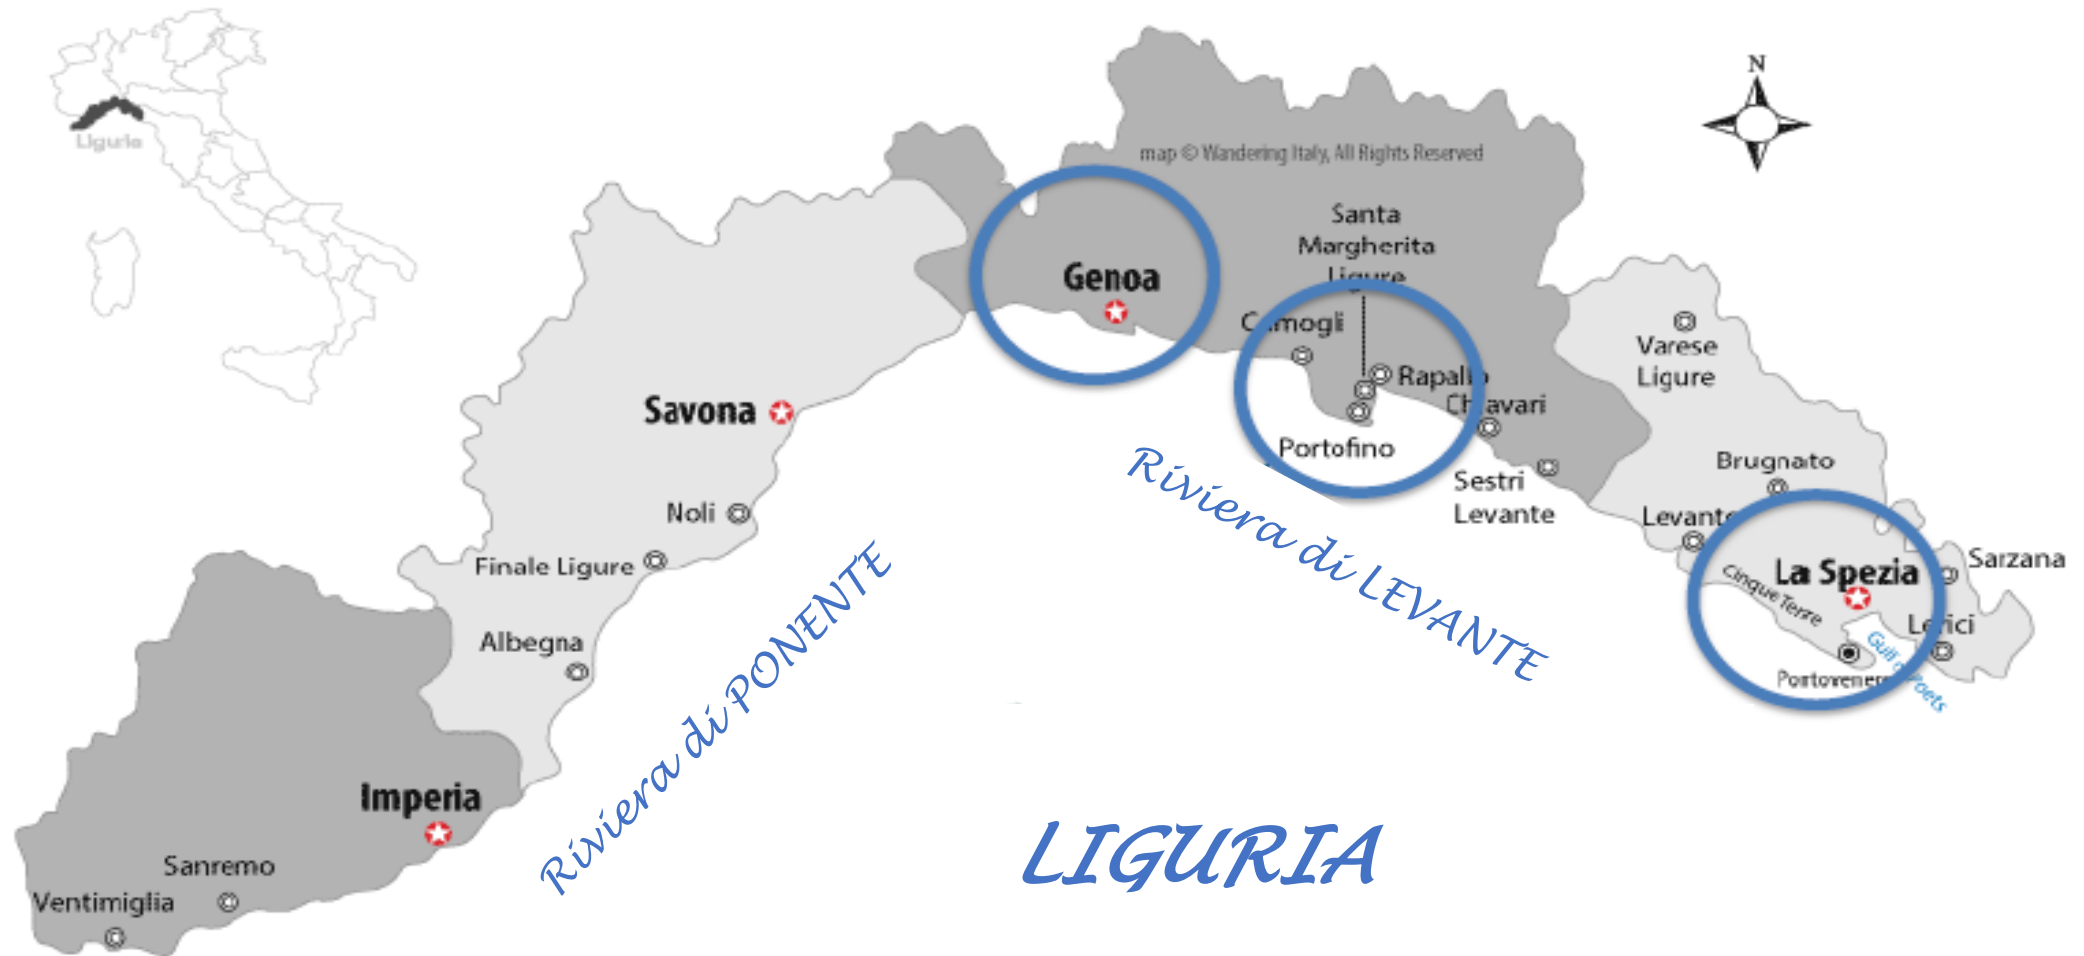 Liguria
N
map © Wandering Italy, All Rights Reserved
Santa
Margherita
Ligure
Genoa
Camogli
Rapallo
Chiavari
Portofino
Sestri
Levante
Varese
Ligure
Brugnato
Levante
La Spezia
Sarzana
Cinque Terre
Lerici
Gulf of Poets
Portovenere
Savona
Noli
Finale Ligure
Albegna
Imperia
Sanremo
Ventimiglia
Riviera di PONENTE
Riviera di LEVANTE
LIGURIA